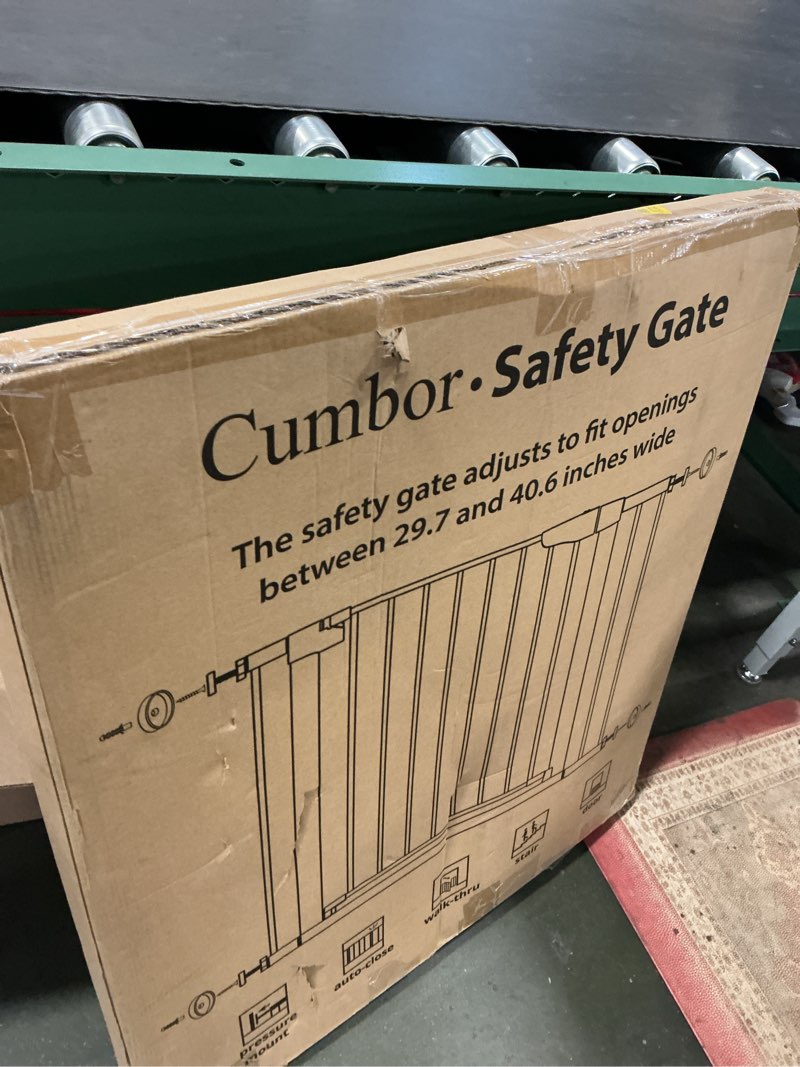 Cumbor · Safety Gate
The safety gate adjusts to fit openings
between 29.7 and 40.6 inches wide
pressure
mount
auto-close
walk-thru
stair
door